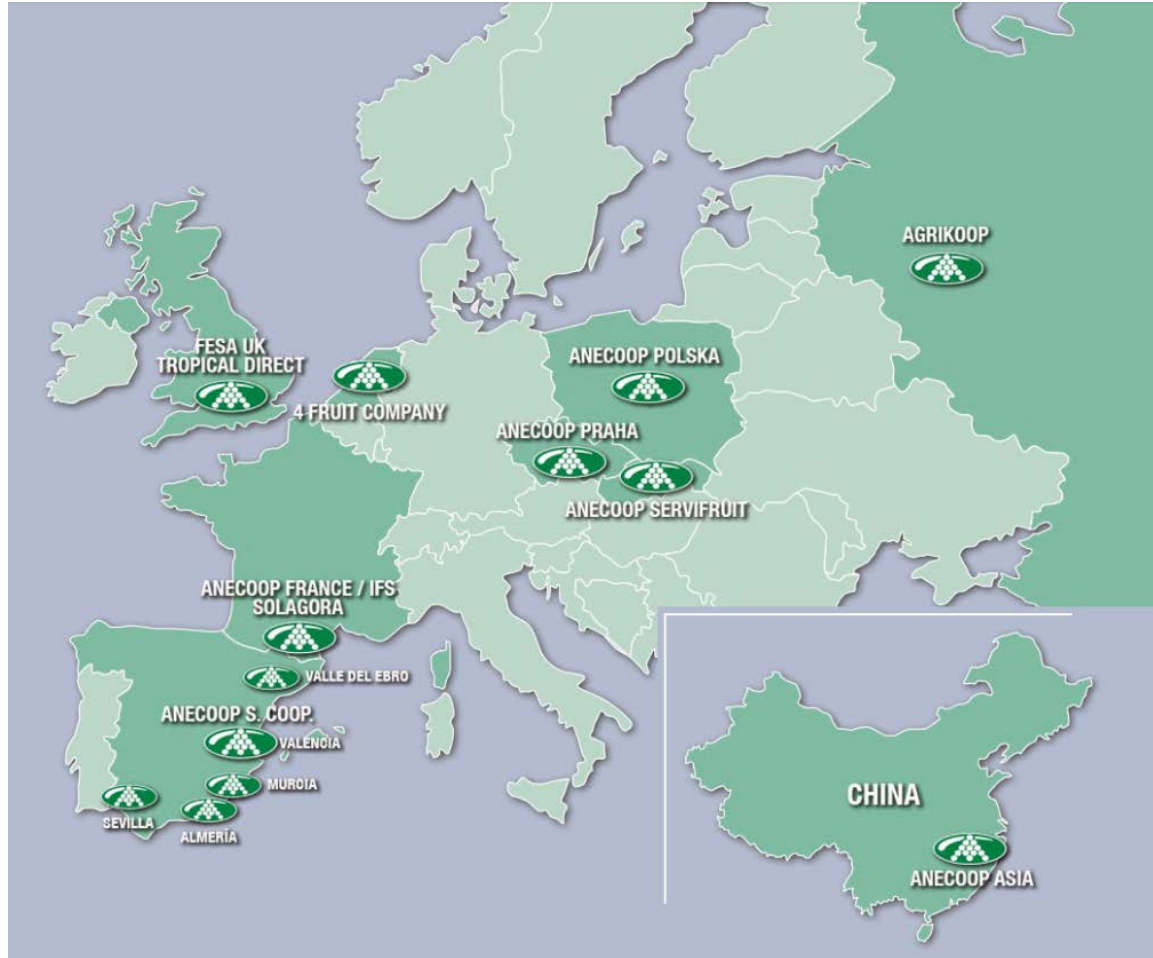 AGRIKOOP
FESA UK
TROPICAL DIRECT
4 FRUIT COMPANY
ANECOOP POLSKA
ANECOOP PRAHA
ANECOOP SERVIFRUIT
ANECOOP FRANCE / IFS
SOLAGORA
VALLE DEL EBRO
ANECOOP S. COOP.
VALENCIA
MURCIA
SEVILLA
ALMERÍA
CHINA
ANECOOP ASIA